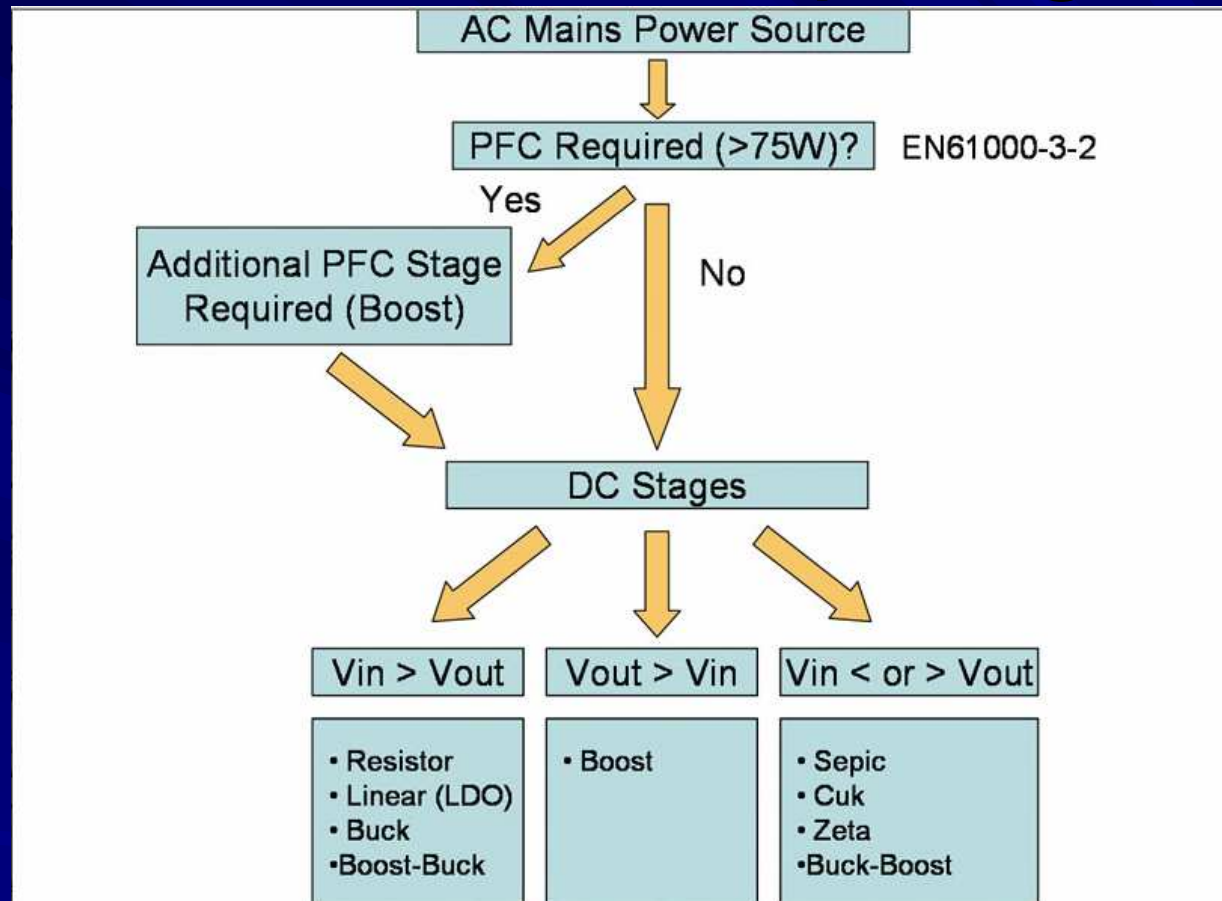 AC Mains Power Source
PFC Required (>75W)?
EN61000-3-2
Yes
Additional PFC Stage
Required (Boost)
No
DC Stages
Vin > Vout
Vout > Vin
Vin < or > Vout
• Resistor
• Linear (LDO)
• Buck
•Boost-Buck
• Boost
• Sepic
• Cuk
• Zeta
•Buck-Boost